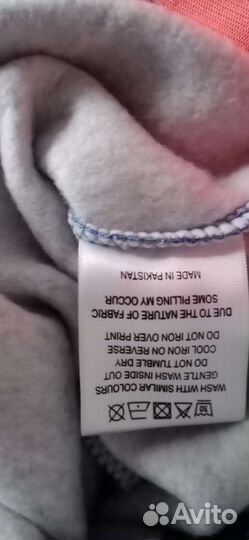 WASH WITH SIMILAR COLOURS
GENTLE WASH INSIDE OUT
DO NOT TUMBLE DRY
COOL IRON ON REVERSE
DO NOT IRON OVER PRINT
DUE TO THE NATURE OF FABRIC
SOME PILLING MY OCCUR
MADE IN PAKISTAN
Avito